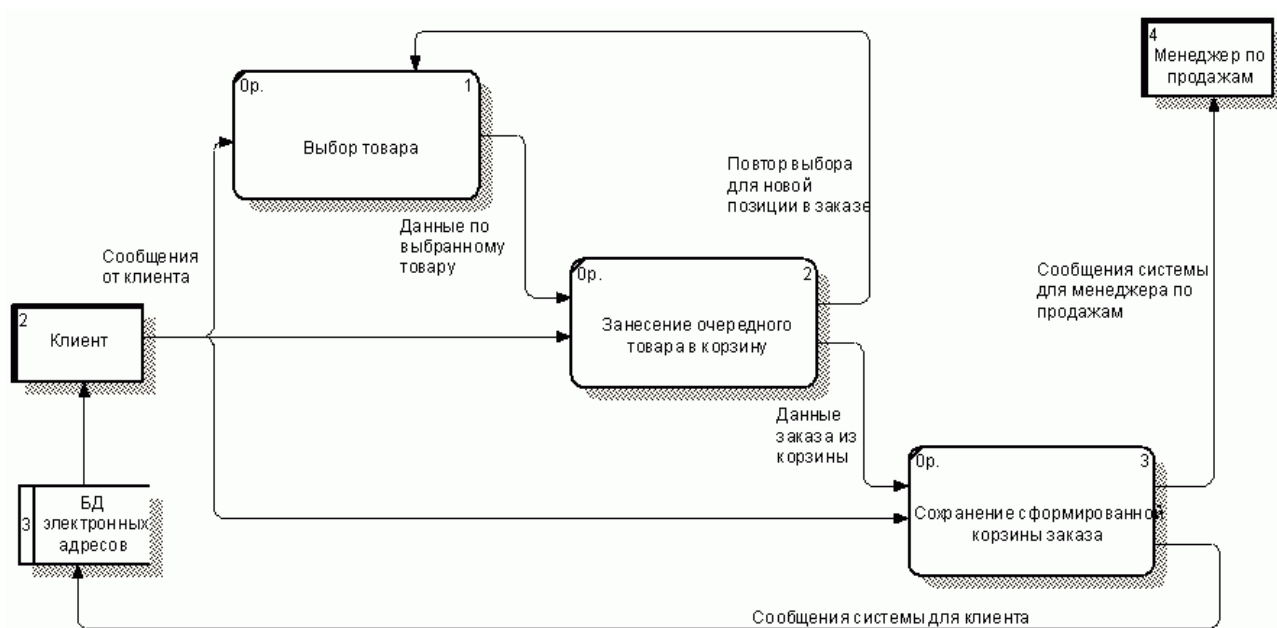 4
Менеджер по
продажам
0р.
1
Выбор товара
Повтор выбора
для новой
позиции в заказе
Данные по
выбранному
товару
Сообщения
от клиента
0р.
2
Занесение очередного
товара в корзину
Сообщения системы
для менеджера по
продажам
2
Клиент
Данные
заказа из
корзины
0р.
3
Сохранение сформированной
корзины заказа
3
БД
электронных
адресов
Сообщения системы для клиента